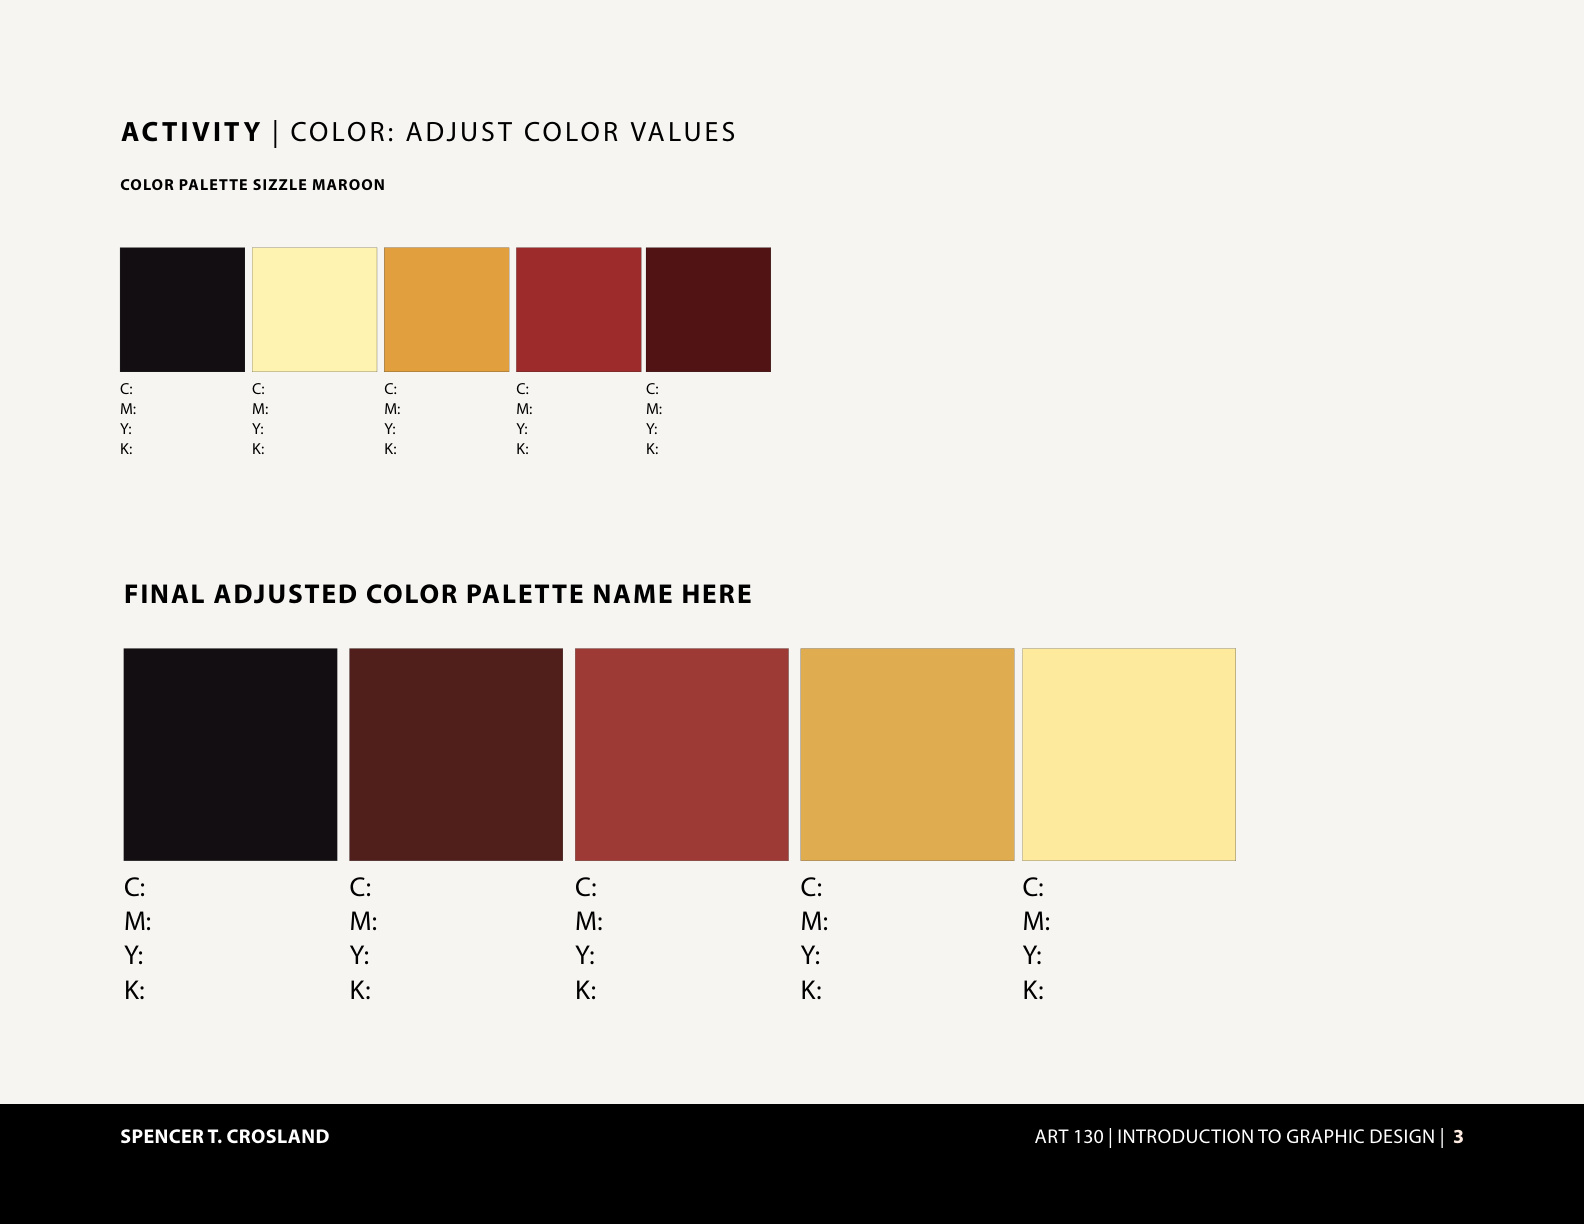 ACTIVITY | COLOR: ADJUST COLOR VALUES
COLOR PALETTE SIZZLE MAROON
C: C: C: C: C:
M: M: M: M: M:
Y: Y: Y: Y: Y:
K: K: K: K: K:
FINAL ADJUSTED COLOR PALETTE NAME HERE
C: C: C: C: C:
M: M: M: M: M:
Y: Y: Y: Y: Y:
K: K: K: K: K:
SPENCER T. CROSLAND
ART 130 | INTRODUCTION TO GRAPHIC DESIGN | 3